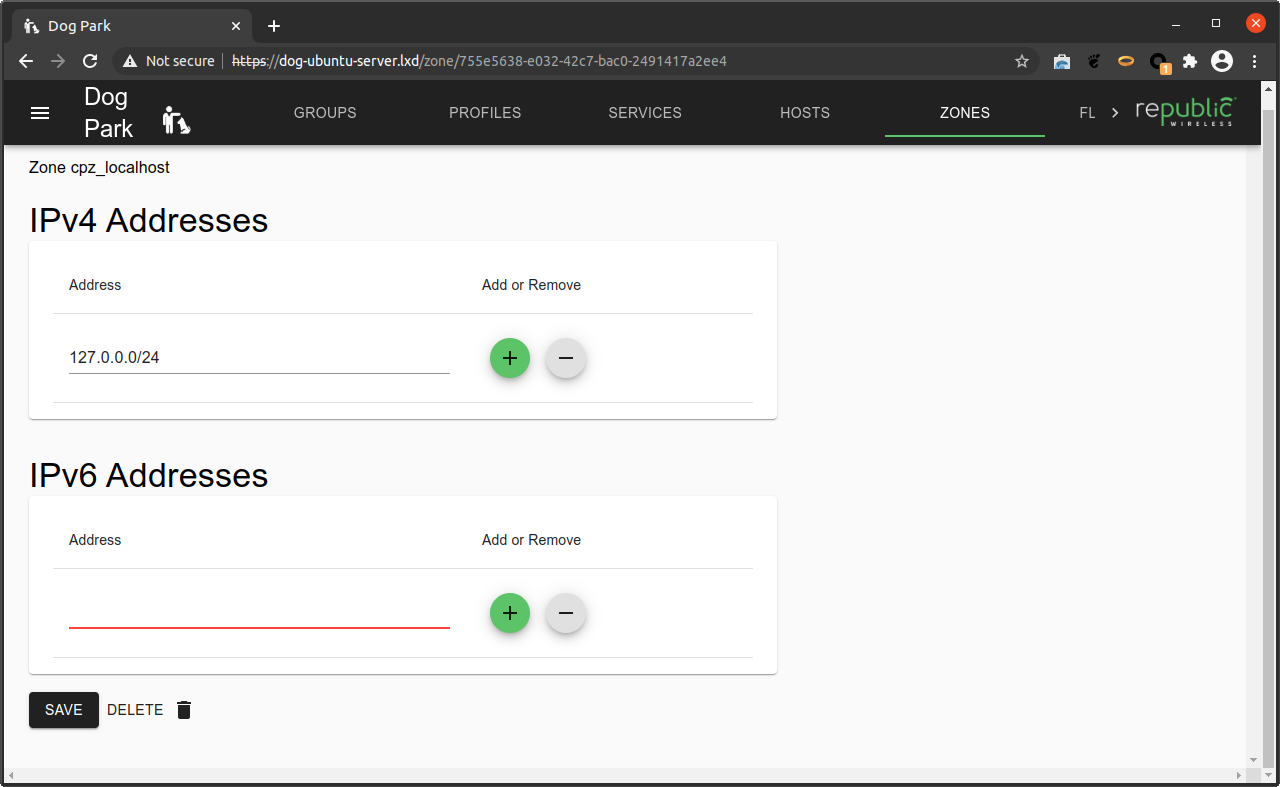 Dog Park
Not secure
https://dog-ubuntu-server.lxd/zone/755e5638-e032-42c7-bac0-2491417a2ee4
1
Dog
Park
GROUPS
PROFILES
SERVICES
HOSTS
ZONES
FL
republic
WIRELESS
Zone cpz_localhost
IPv4 Addresses
Address
Add or Remove
127.0.0.0/24
IPv6 Addresses
Address
Add or Remove
SAVE
DELETE